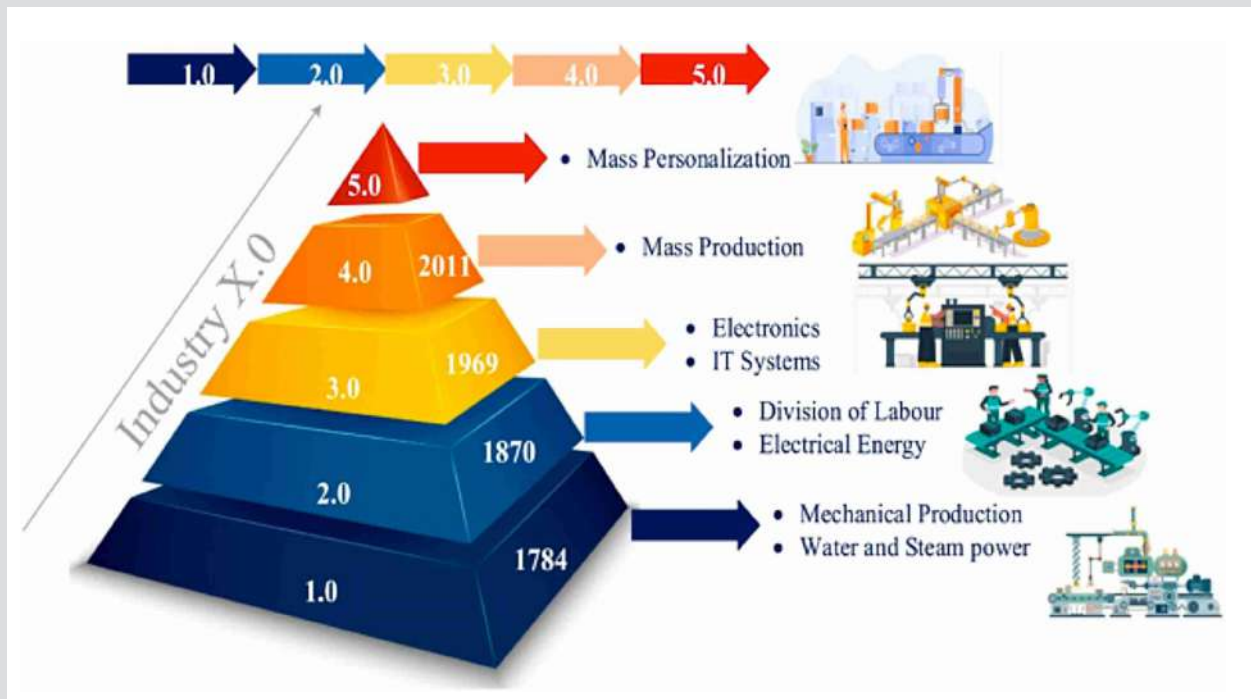 1.0 2.0 3.0 4.0 5.0
Industry X.0
5.0
• Mass Personalization
4.0 2011
• Mass Production
3.0 1969
• Electronics
• IT Systems
2.0 1870
• Division of Labour
• Electrical Energy
1.0 1784
• Mechanical Production
• Water and Steam power